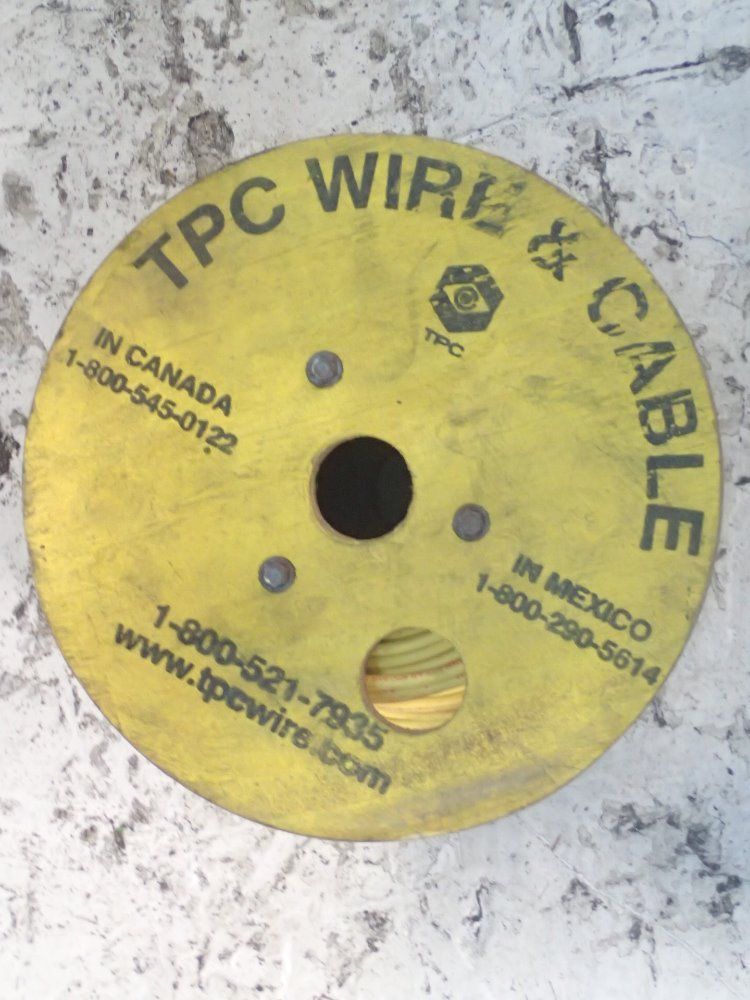 TPC WIRE & CABLE
TPC
IN CANADA
1-800-545-0122
IN MEXICO
1-800-290-5614
1-800-521-7935
www.tpcwire.com